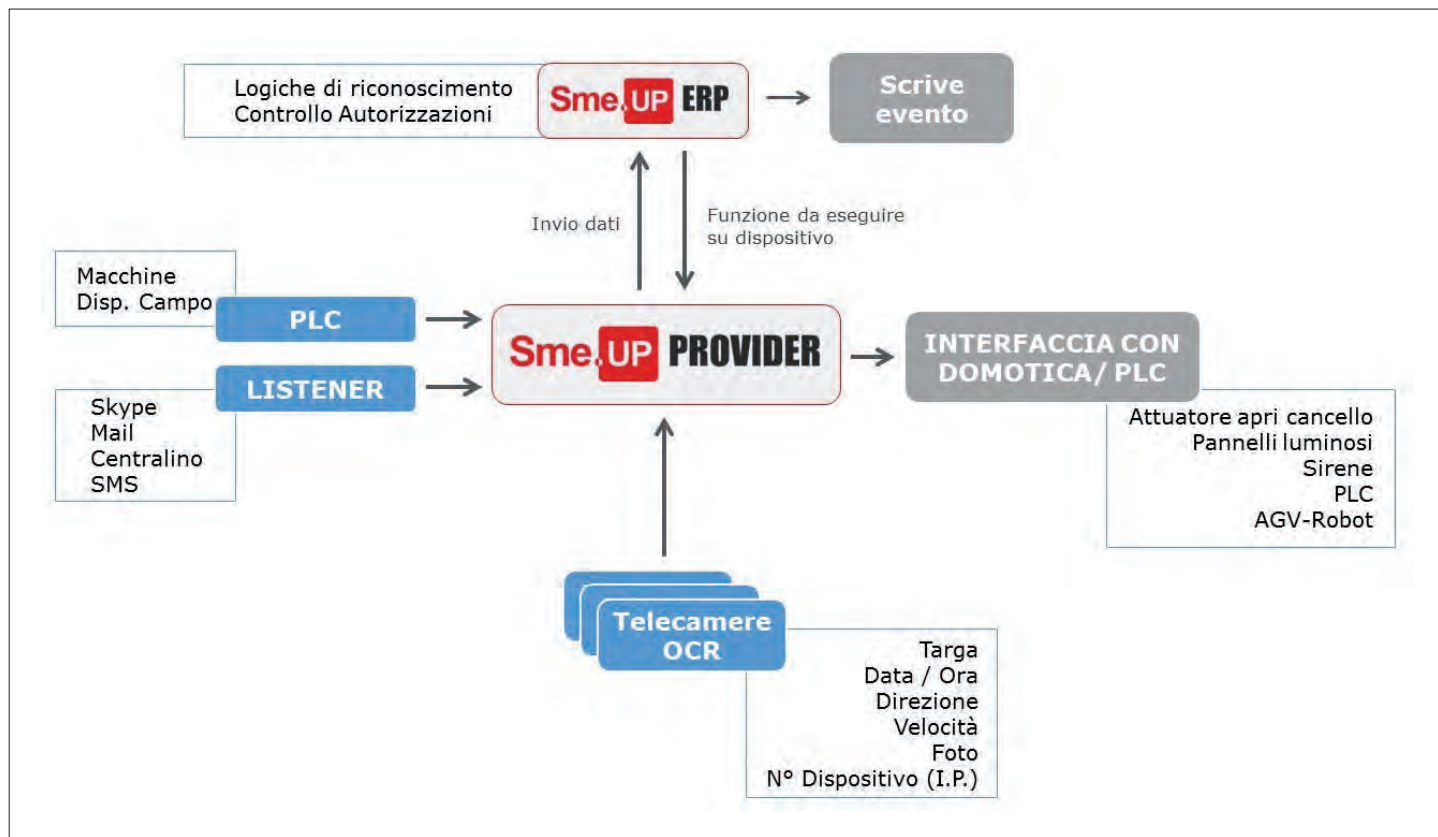 Logiche di riconoscimento
Controllo Autorizzazioni
Sme.UP ERP
Scrive
evento
Invio dati
Funzione da eseguire
su dispositivo
Macchine
Disp. Campo
PLC
LISTENER
Skype
Mail
Centralino
SMS
Sme.UP PROVIDER
INTERFACCIA CON
DOMOTICA/ PLC
Attuatore apri cancello
Pannelli luminosi
Sirene
PLC
AGV-Robot
Telecamere
OCR
Targa
Data / Ora
Direzione
Velocità
Foto
N° Dispositivo (I.P.)